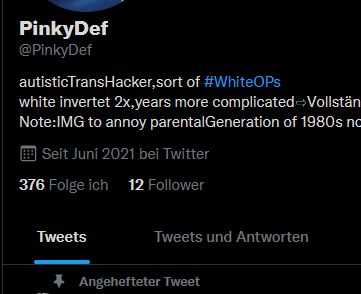 PinkyDef
@PinkyDef
autisticTransHacker,sort of #WhiteOPs
white invertet 2x,years more complicated⇨Vollstän
Note:IMG to annoy parentalGeneration of 1980s no
Seit Juni 2021 bei Twitter
376 Folge ich 12 Follower
Tweets Tweets und Antworten
Angehefteter Tweet